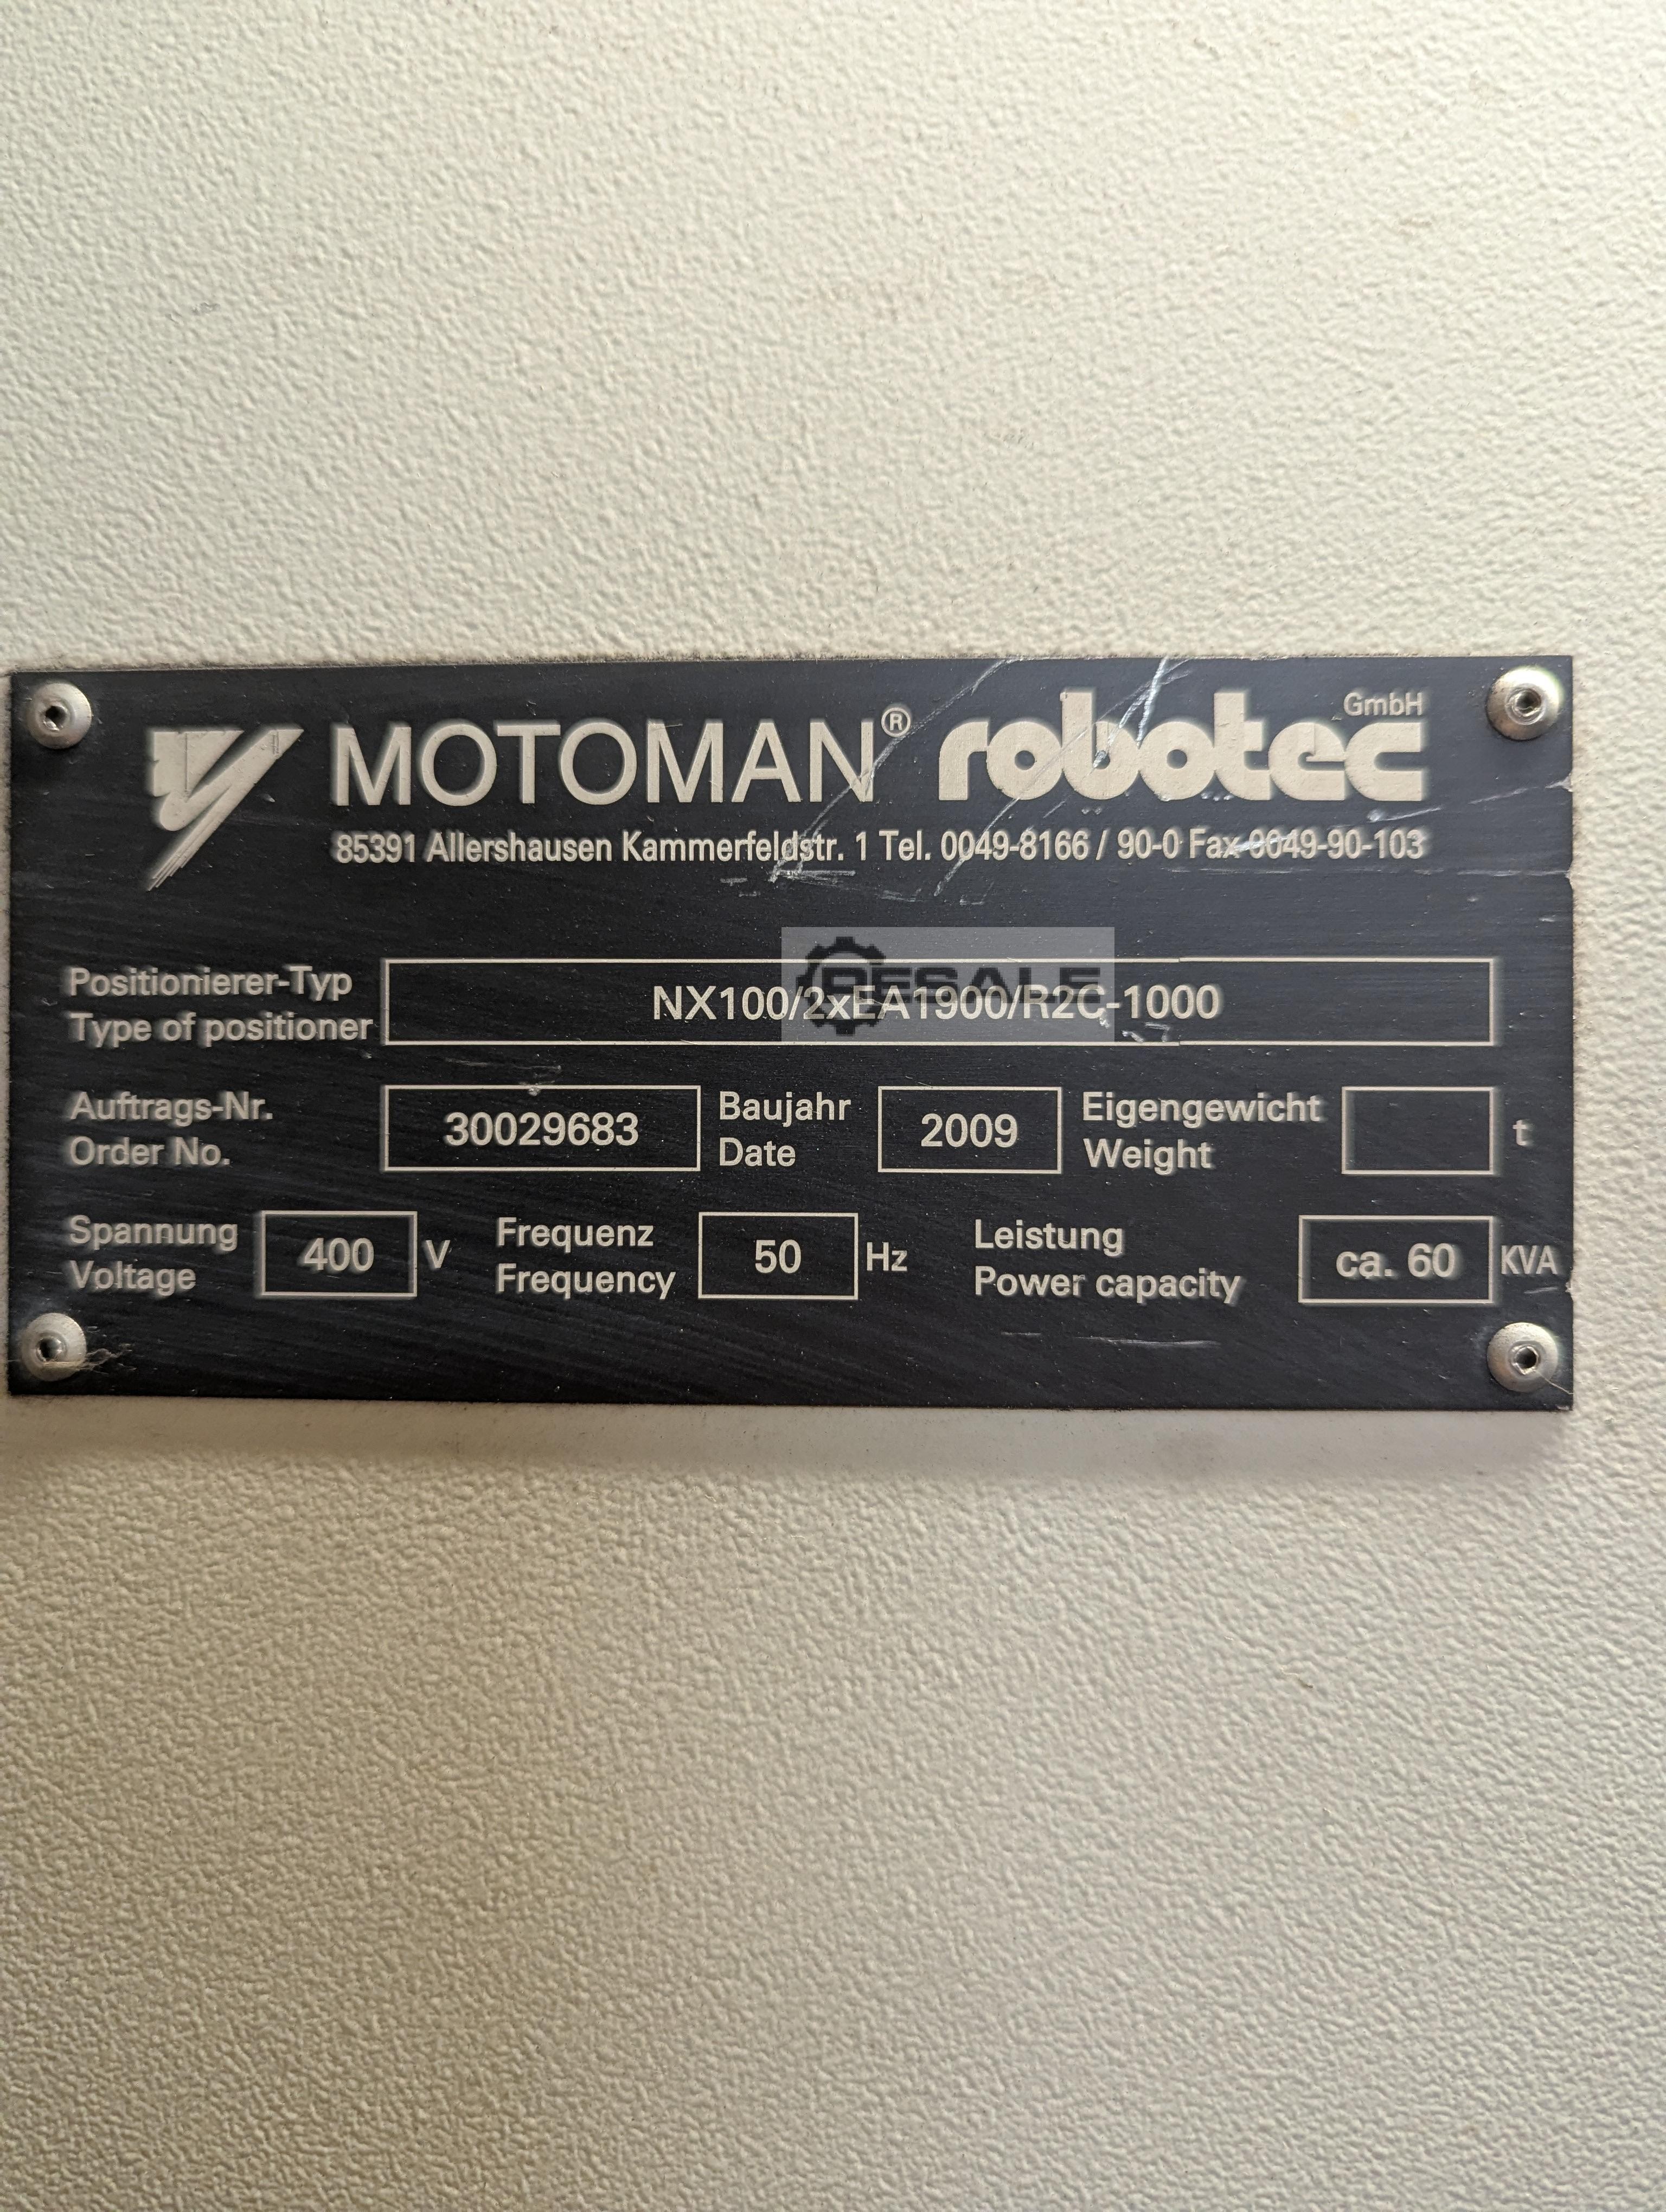 MOTOMAN® robotec GmbH
85391 Allershausen Kammerfeldstr. 1 Tel. 0049-8166 / 90-0 Fax 0049-90-103
RESALE
Positionierer-Typ
Type of positioner
NX100/2xEA1900/R2C-1000
Auftrags-Nr.
Order No.
30029683
Baujahr
Date
2009
Eigengewicht
Weight
t
Spannung
Voltage
400 V
Frequenz
Frequency
50 Hz
Leistung
Power capacity
ca. 60 KVA